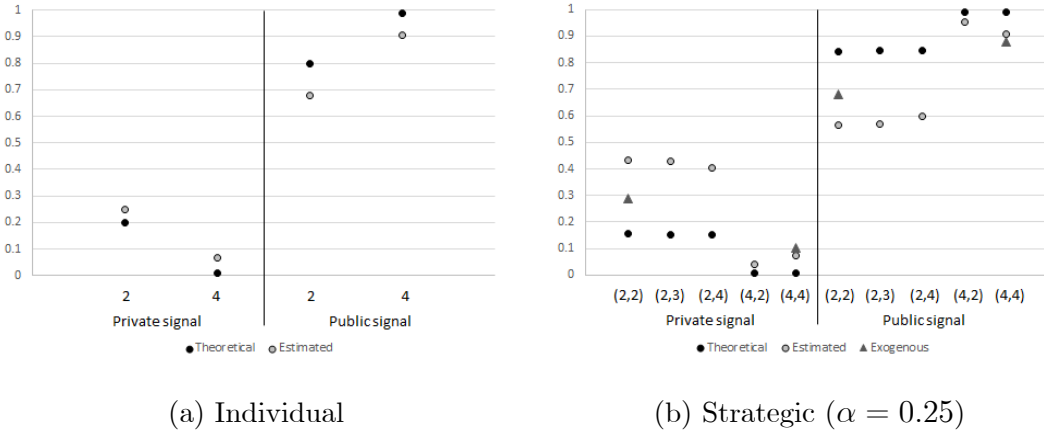 1
0.9
0.8
0.7
0.6
0.5
0.4
0.3
0.2
0.1
0
2 4 2 4
Private signal Public signal
Theoretical Estimated
(a) Individual
1
0.9
0.8
0.7
0.6
0.5
0.4
0.3
0.2
0.1
0
(2,2) (2,3) (2,4) (4,2) (4,4) (2,2) (2,3) (2,4) (4,2) (4,4)
Private signal Public signal
Theoretical Estimated Exogenous
(b) Strategic (α = 0.25)